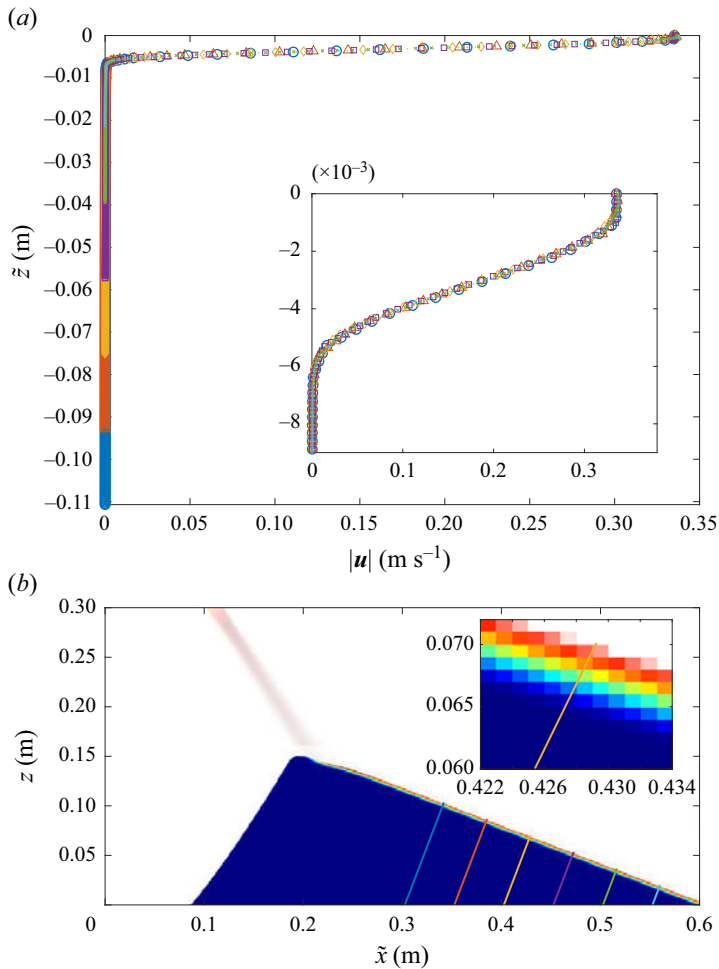 (a)
0
–0.01
–0.02
–0.03
–0.04
–0.05
–0.06
–0.07
–0.08
–0.09
–0.10
–0.11
z̃ (m)
(×10⁻³)
0
–2
–4
–6
–8
0 0.1 0.2 0.3
0 0.05 0.10 0.15 0.20 0.25 0.30 0.35
|u| (m s⁻¹)
(b)
0.30
0.25
0.20
0.15
0.10
0.05
z (m)
0.070
0.065
0.060
0.422 0.426 0.430 0.434
0 0.1 0.2 0.3 0.4 0.5 0.6
x̃ (m)